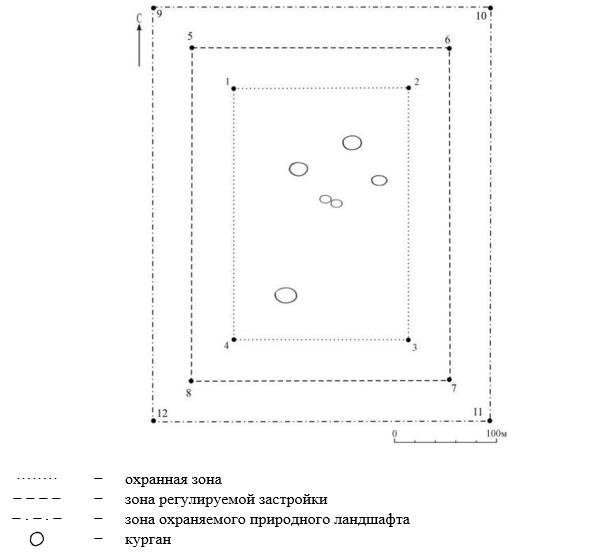 С
9
10
5
6
1
2
4
3
8
7
12
11
0
100м
– охранная зона
– зона регулируемой застройки
– зона охраняемого природного ландшафта
– курган